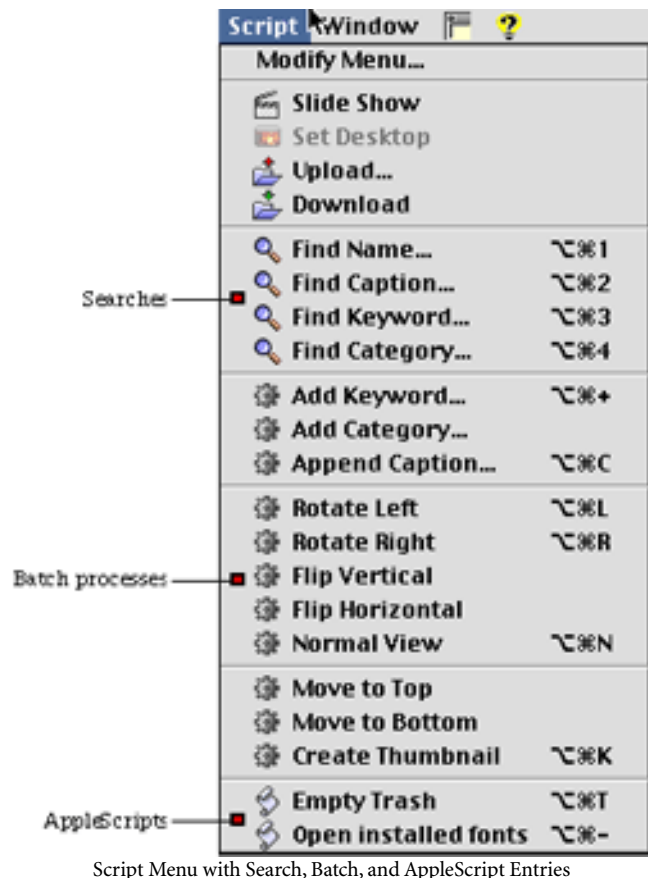 Script Window
Modify Menu...
Slide Show
Set Desktop
Upload...
Download
Find Name... ⌥⌘1
Find Caption... ⌥⌘2
Searches
Find Keyword... ⌥⌘3
Find Category... ⌥⌘4
Add Keyword... ⌥⌘+
Add Category...
Append Caption... ⌥⌘C
Rotate Left ⌥⌘L
Rotate Right ⌥⌘R
Batch processes
Flip Vertical
Flip Horizontal
Normal View ⌥⌘N
Move to Top
Move to Bottom
Create Thumbnail ⌥⌘K
Empty Trash ⌥⌘T
AppleScripts
Open installed fonts ⌥⌘-
Script Menu with Search, Batch, and AppleScript Entries